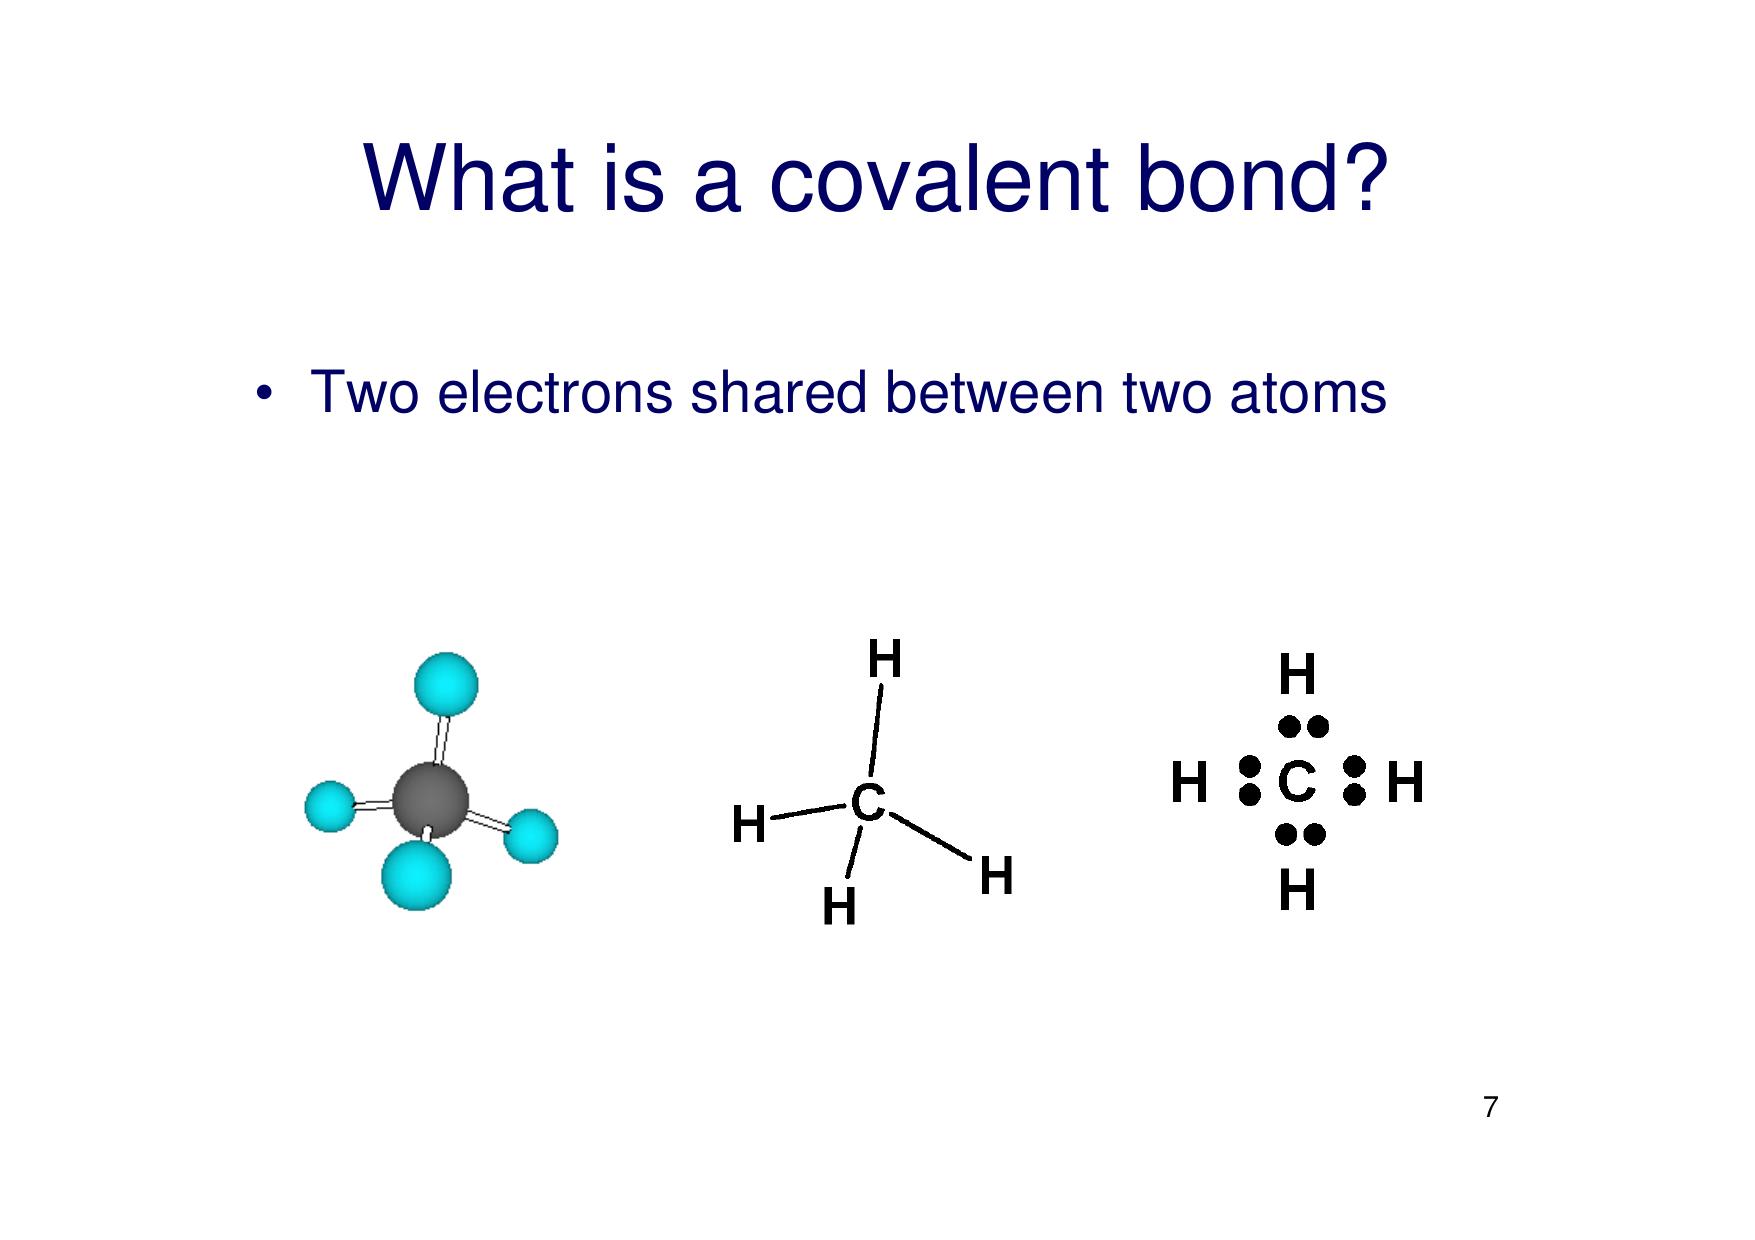 What is a covalent bond?
• Two electrons shared between two atoms
H
H
C
H
H
H
H C H
H
7